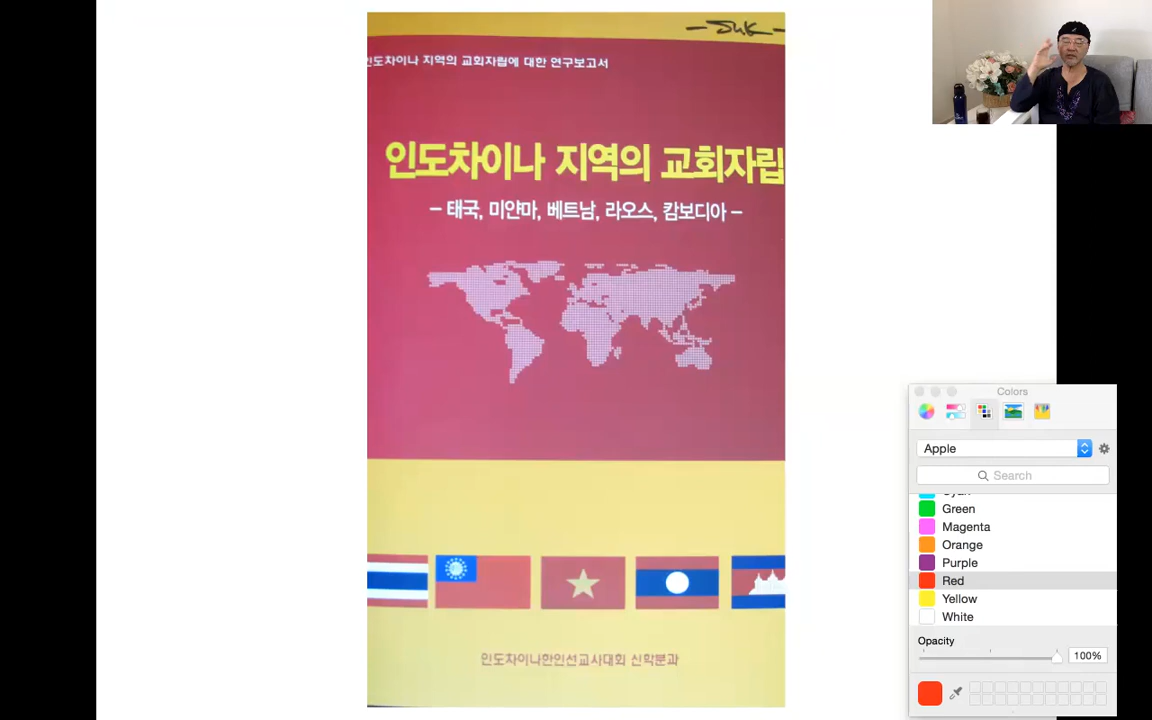 인도차이나 지역의 교회자립에 대한 연구보고서
인도차이나 지역의 교회자립
– 태국, 미얀마, 베트남, 라오스, 캄보디아 –
인도차이나한인선교사대회 신학분과
Colors
Apple
Search
Green
Magenta
Orange
Purple
Red
Yellow
White
Opacity
100%